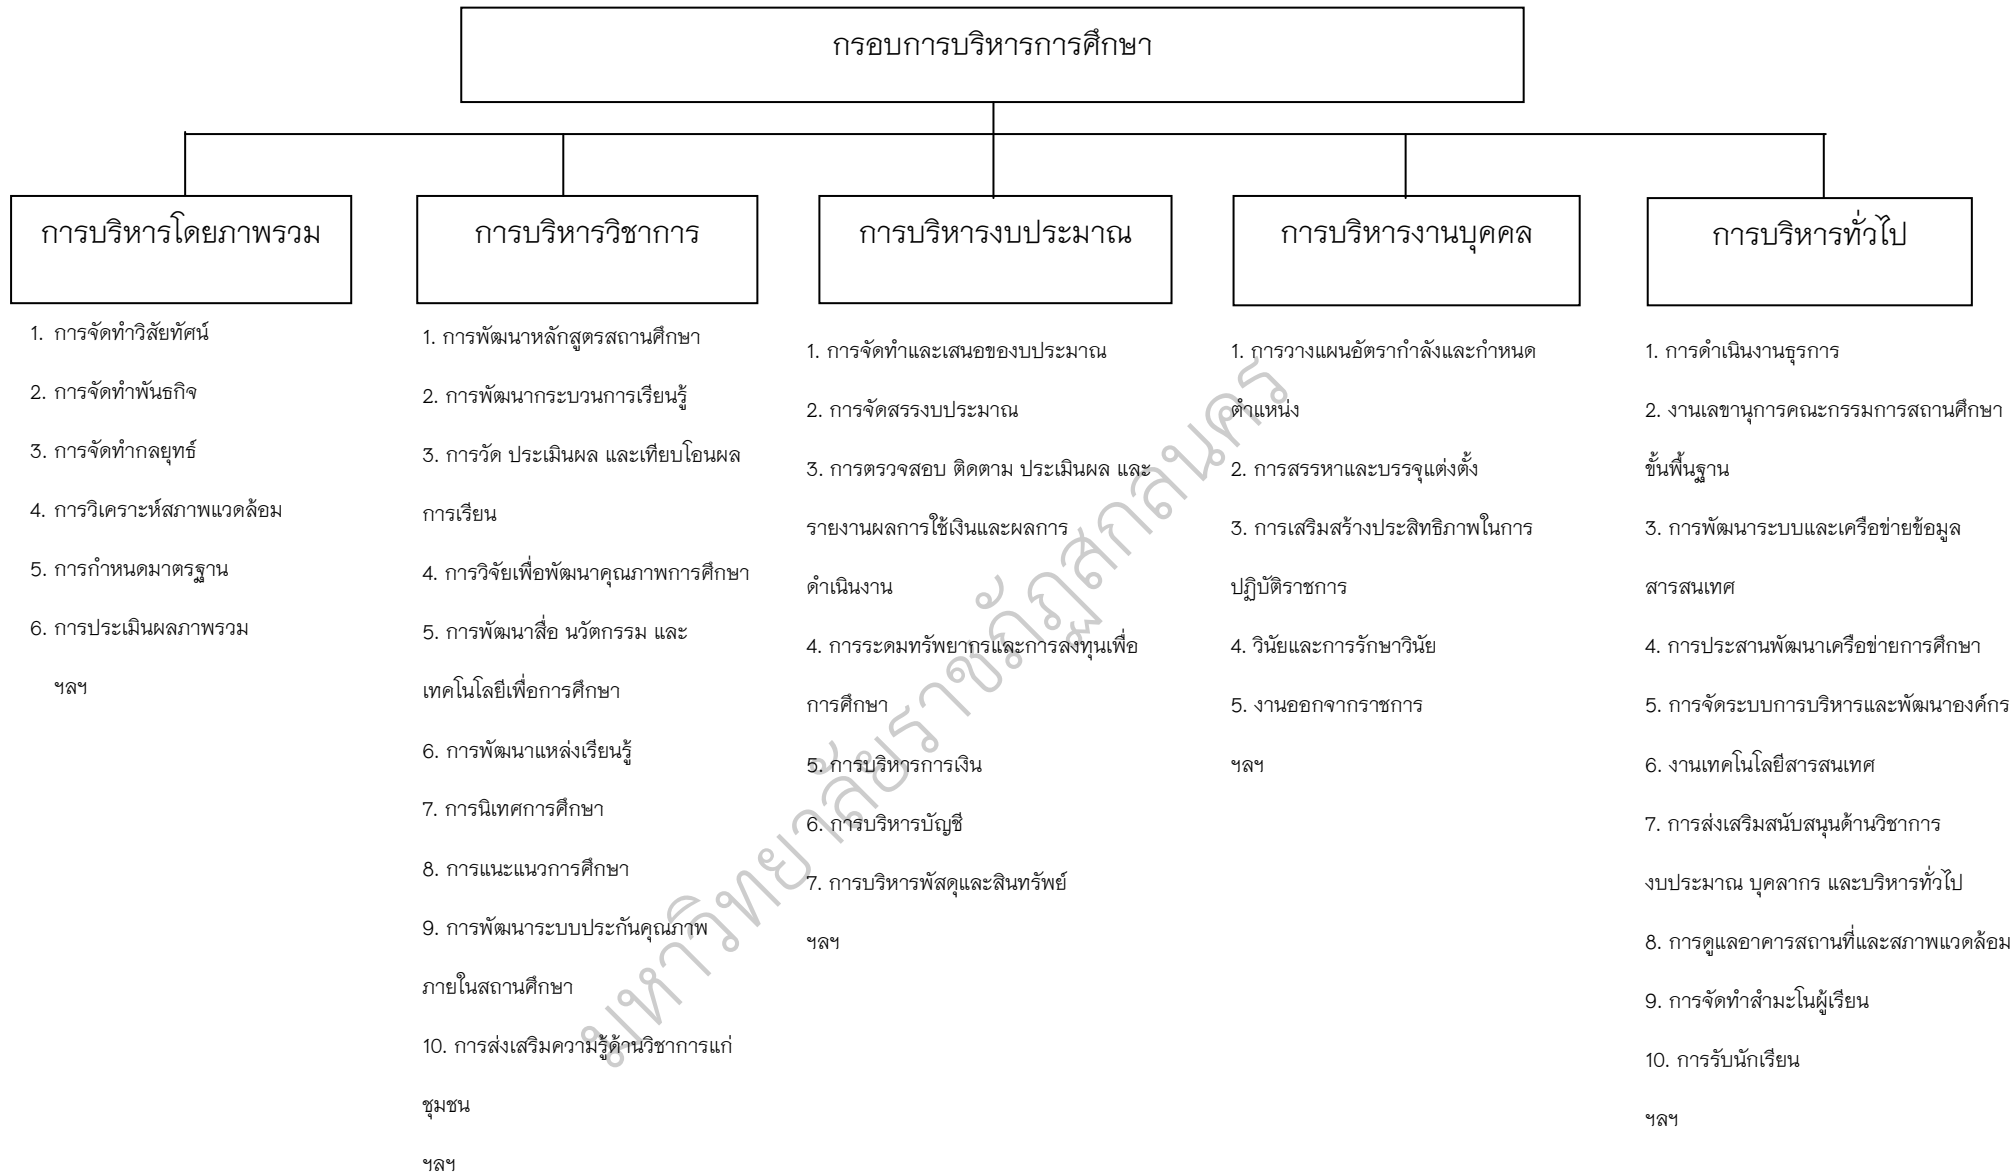 กรอบการบริหารการศึกษา
การบริหารโดยภาพรวม
1. การจัดทำวิสัยทัศน์
2. การจัดทำพันธกิจ
3. การจัดทำกลยุทธ์
4. การวิเคราะห์สภาพแวดล้อม
5. การกำหนดมาตรฐาน
6. การประเมินผลภาพรวม
ฯลฯ
การบริหารวิชาการ
1. การพัฒนาหลักสูตรสถานศึกษา
2. การพัฒนากระบวนการเรียนรู้
3. การวัด ประเมินผล และเทียบโอนผล
การเรียน
4. การวิจัยเพื่อพัฒนาคุณภาพการศึกษา
5. การพัฒนาสื่อ นวัตกรรม และ
เทคโนโลยีเพื่อการศึกษา
6. การพัฒนาแหล่งเรียนรู้
7. การนิเทศการศึกษา
8. การแนะแนวการศึกษา
9. การพัฒนาระบบประกันคุณภาพ
ภายในสถานศึกษา
10. การส่งเสริมความรู้ด้านวิชาการแก่
ชุมชน
ฯลฯ
การบริหารงบประมาณ
1. การจัดทำและเสนอของบประมาณ
2. การจัดสรรงบประมาณ
3. การตรวจสอบ ติดตาม ประเมินผล และ
รายงานผลการใช้เงินและผลการ
ดำเนินงาน
4. การระดมทรัพยากรและการลงทุนเพื่อ
การศึกษา
5. การบริหารการเงิน
6. การบริหารบัญชี
7. การบริหารพัสดุและสินทรัพย์
ฯลฯ
การบริหารงานบุคคล
1. การวางแผนอัตรากำลังและกำหนด
ตำแหน่ง
2. การสรรหาและบรรจุแต่งตั้ง
3. การเสริมสร้างประสิทธิภาพในการ
ปฏิบัติราชการ
4. วินัยและการรักษาวินัย
5. งานออกจากราชการ
ฯลฯ
การบริหารทั่วไป
1. การดำเนินงานธุรการ
2. งานเลขานุการคณะกรรมการสถานศึกษา
ขั้นพื้นฐาน
3. การพัฒนาระบบและเครือข่ายข้อมูล
สารสนเทศ
4. การประสานพัฒนาเครือข่ายการศึกษา
5. การจัดระบบการบริหารและพัฒนาองค์กร
6. งานเทคโนโลยีสารสนเทศ
7. การส่งเสริมสนับสนุนด้านวิชาการ
งบประมาณ บุคลากร และบริหารทั่วไป
8. การดูแลอาคารสถานที่และสภาพแวดล้อม
9. การจัดทำสำมะโนผู้เรียน
10. การรับนักเรียน
ฯลฯ
มหาวิทยาลัยราชภัฏสกลนคร